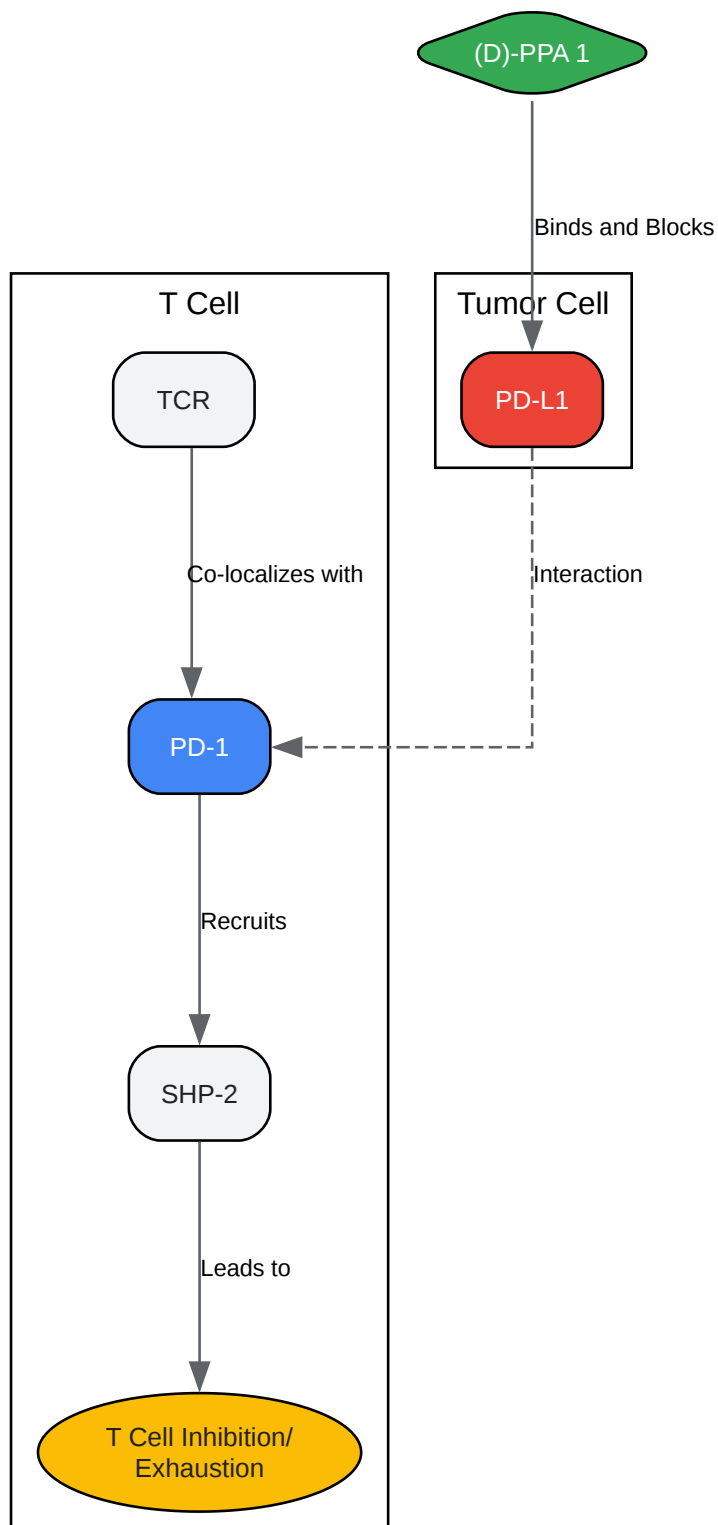 (D)-PPA 1
Binds and Blocks
T Cell
Tumor Cell
TCR
PD-L1
Co-localizes with
Interaction
PD-1
Recruits
SHP-2
Leads to
T Cell Inhibition/
Exhaustion